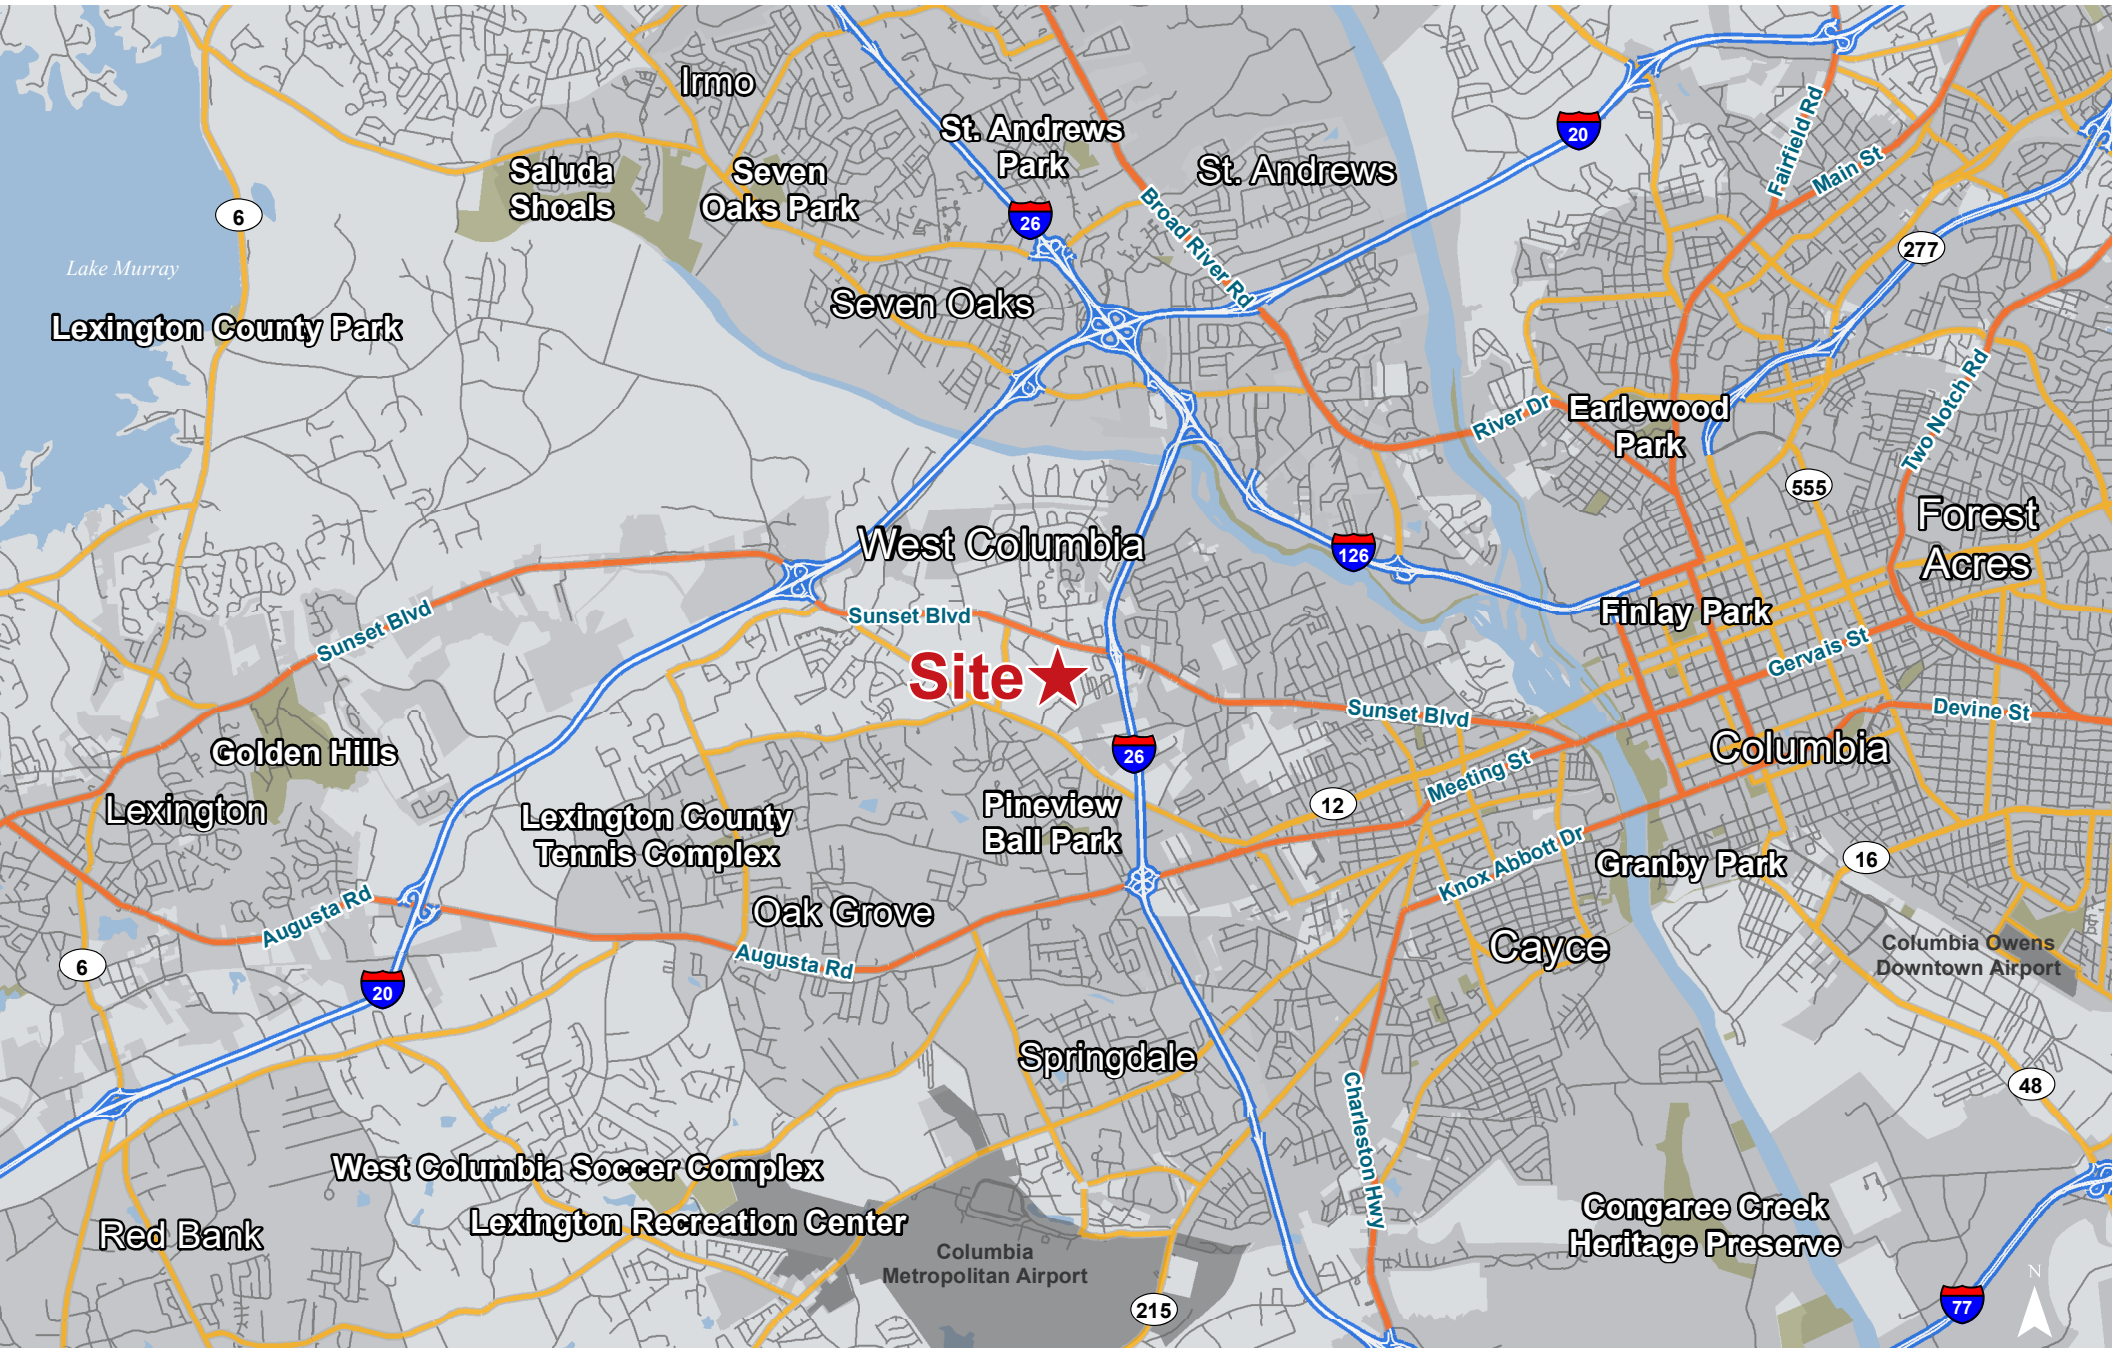 Irmo
St. Andrews
Park
St. Andrews
20
Fairfield Rd
Main St
Saluda
Shoals
Seven
Oaks Park
26
Broad River Rd
6
277
Lake Murray
Lexington County Park
Seven Oaks
River Dr
Earlewood
Park
Two Notch Rd
555
Forest
Acres
West Columbia
126
Sunset Blvd
Sunset Blvd
Finlay Park
Gervais St
Site
Sunset Blvd
Devine St
Golden Hills
26
Columbia
Meeting St
Lexington
Lexington County
Tennis Complex
Pineview
Ball Park
12
Knox Abbott Dr
Granby Park
16
Augusta Rd
Oak Grove
Augusta Rd
Cayce
Columbia Owens
Downtown Airport
6
20
Springdale
48
Charleston Hwy
West Columbia Soccer Complex
Lexington Recreation Center
Red Bank
Congaree Creek
Heritage Preserve
Columbia
Metropolitan Airport
215
77
N